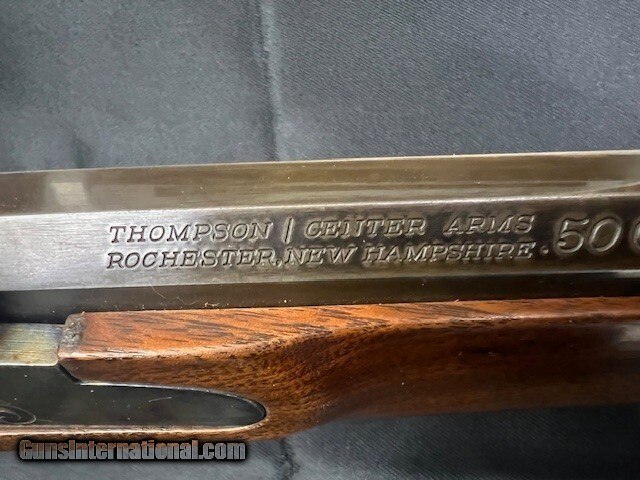 THOMPSON | CENTER ARMS
ROCHESTER, NEW HAMPSHIRE .50
GunsInternational.com